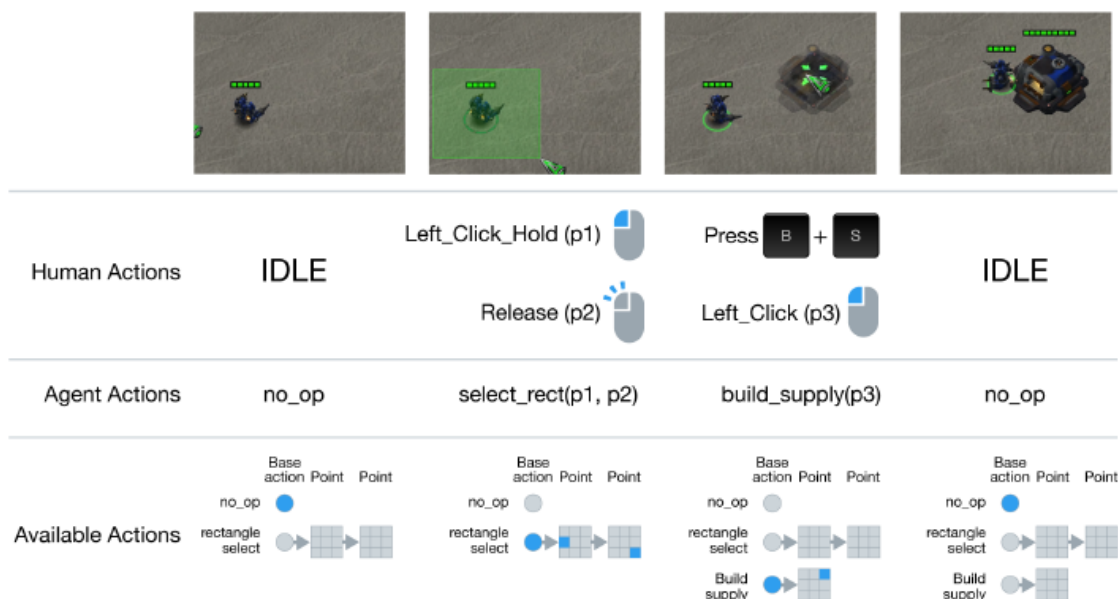 Human Actions
IDLE
Left_Click_Hold (p1)
Release (p2)
Press B + S
Left_Click (p3)
IDLE
Agent Actions
no_op
select_rect(p1, p2)
build_supply(p3)
no_op
Available Actions
Base
action Point Point
no_op
rectangle
select
Base
action Point Point
no_op
rectangle
select
Base
action Point Point
no_op
rectangle
select
Build
supply
Base
action Point Point
no_op
rectangle
select
Build
supply